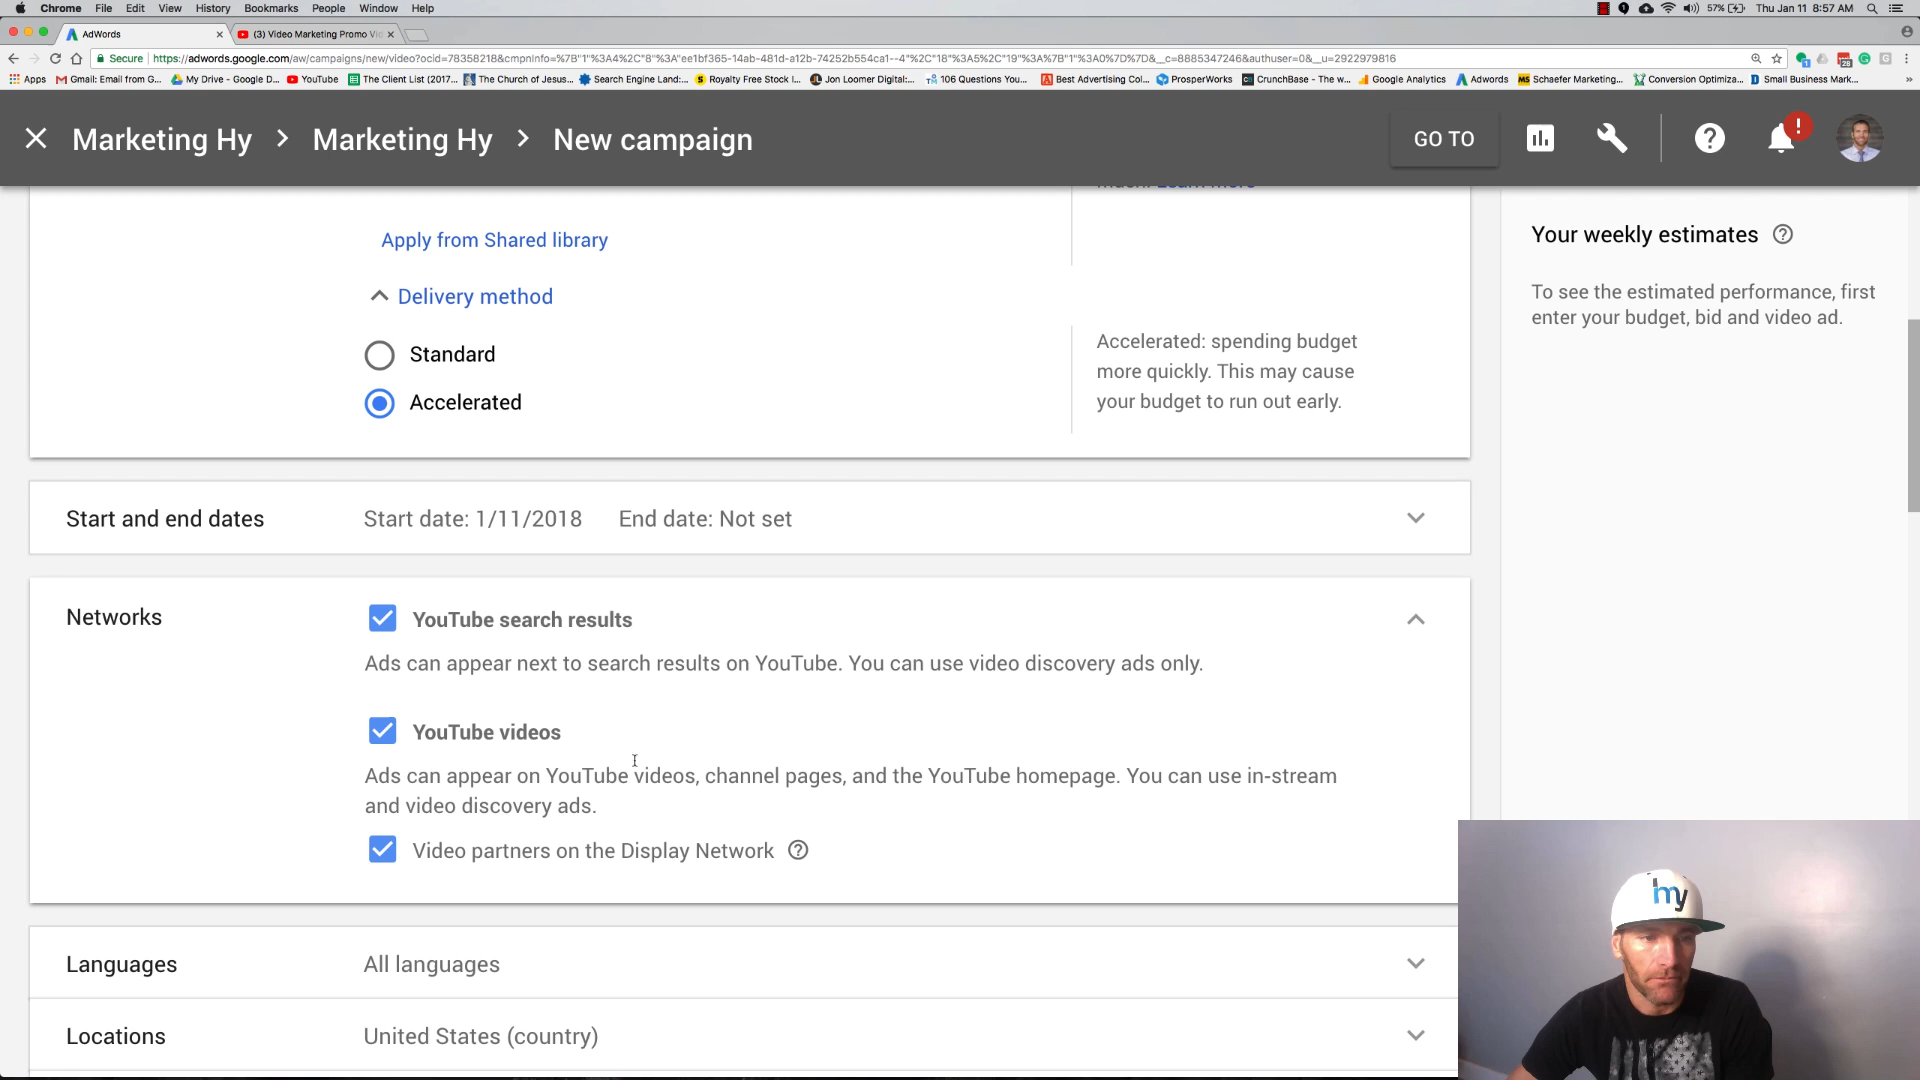 Chrome File Edit View History Bookmarks People Window Help 57% Thu Jan 11 8:57 AM
AdWords (3) Video Marketing Promo Vid
Secure https://adwords.google.com/aw/campaigns/new/video?ocid=78358218&cmpnInfo=%7B"1"%3A4%2C"8"%3A"ee1bf365-14ab-481d-a12b-74252b554ca1--4"%2C"18"%3A5%2C"19"%3A%7B"1"%3A0%7D%7D&__c=8885347246&authuser=0&__u=2922979816
Apps Gmail: Email from G... My Drive - Google D... YouTube The Client List (2017... The Church of Jesus... Search Engine Land:... Royalty Free Stock I... Jon Loomer Digital:... 106 Questions You... Best Advertising Col... ProsperWorks CrunchBase - The w... Google Analytics Adwords Schaefer Marketing... Conversion Optimiza... Small Business Mark... »
Marketing Hy > Marketing Hy > New campaign GO TO
Learn more
Apply from Shared library
Your weekly estimates
To see the estimated performance, first
enter your budget, bid and video ad.
Delivery method
Standard
Accelerated
Accelerated: spending budget
more quickly. This may cause
your budget to run out early.
Start and end dates Start date: 1/11/2018 End date: Not set
Networks YouTube search results
Ads can appear next to search results on YouTube. You can use video discovery ads only.
YouTube videos
Ads can appear on YouTube videos, channel pages, and the YouTube homepage. You can use in-stream
and video discovery ads.
Video partners on the Display Network
Languages All languages
Locations United States (country)
my